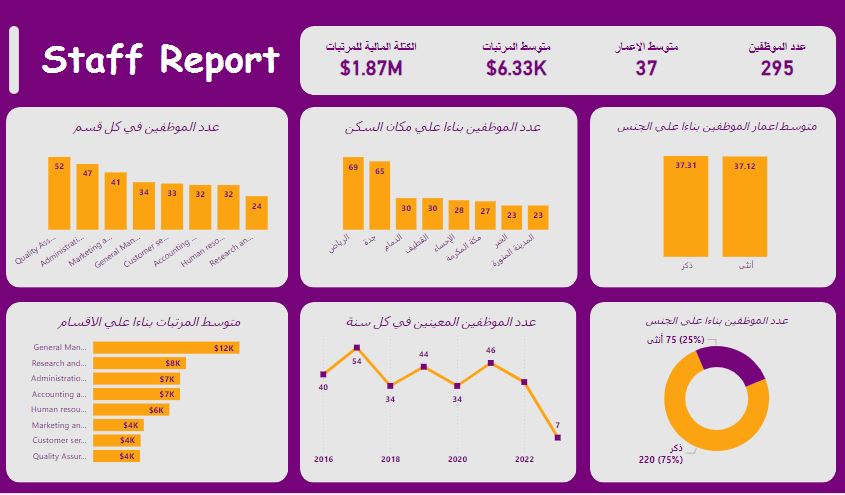 Staff Report
عدد الموظفين
295
متوسط الاعمار
37
متوسط المرتبات
$6.33K
الكتلة المالية للمرتبات
$1.87M
عدد الموظفين في كل قسم
52
47
41
34
33
32
32
24
Quality Ass...
Administrati...
Marketing a...
General Man...
Customer se...
Accounting ...
Human reso...
Research an...
عدد الموظفين بناءا علي مكان السكن
69
65
30
30
28
27
23
23
الرياض
جدة
الدمام
القطيف
الإحساء
مكة المكرمة
الخبر
المدينة المنورة
متوسط اعمار الموظفين بناءا علي الجنس
37.31
37.12
ذكر
أنثى
متوسط المرتبات بناءا علي الاقسام
General Man...
$12K
Research and...
$8K
Administratio...
$7K
Accounting a...
$7K
Human resou...
$6K
Marketing an...
$4K
Customer ser...
$4K
Quality Assur...
$4K
عدد الموظفين المعينين في كل سنة
40
54
34
44
34
46
7
2016
2018
2020
2022
عدد الموظفين بناءا علي الجنس
أنثى 75 (25%)
ذكر
220 (75%)